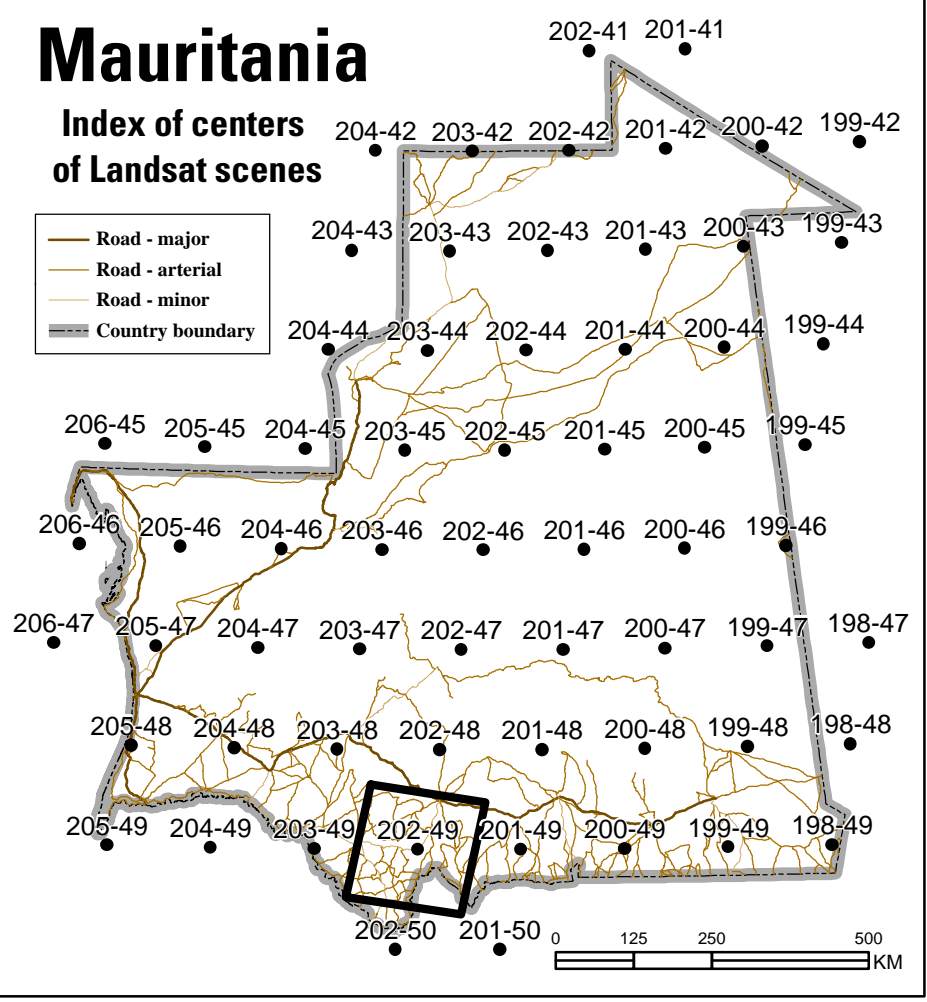 Mauritania
Index of centers
of Landsat scenes
Road - major
Road - arterial
Road - minor
Country boundary
202-41 201-41
204-42 203-42 202-42 201-42 200-42 199-42
204-43 203-43 202-43 201-43 200-43 199-43
204-44 203-44 202-44 201-44 200-44 199-44
206-45 205-45 204-45 203-45 202-45 201-45 200-45 199-45
206-46 205-46 204-46 203-46 202-46 201-46 200-46 199-46
206-47 205-47 204-47 203-47 202-47 201-47 200-47 199-47 198-47
205-48 204-48 203-48 202-48 201-48 200-48 199-48 198-48
205-49 204-49 203-49 202-49 201-49 200-49 199-49 198-49
202-50 201-50
0 125 250 500
KM